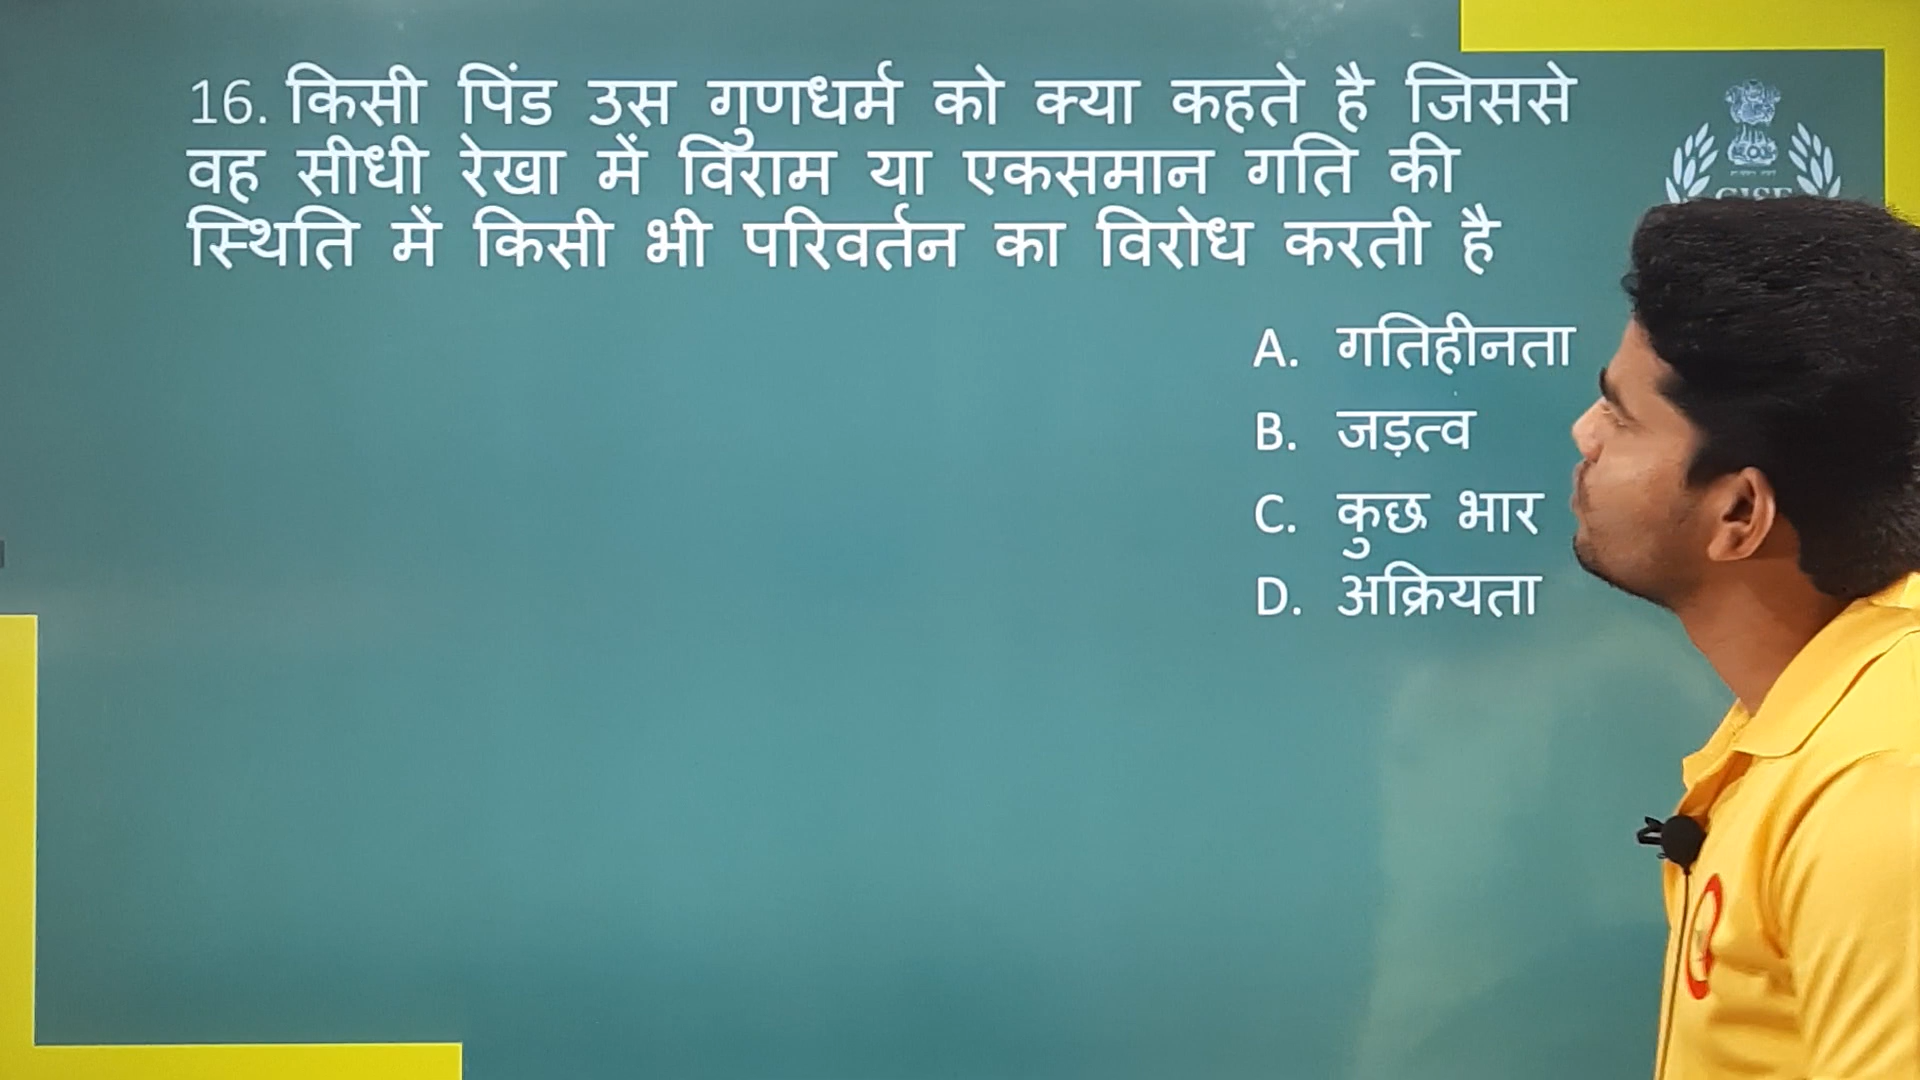 16. किसी पिंड उस गुणधर्म को क्या कहते है जिससे
वह सीधी रेखा में विराम या एकसमान गति की
स्थिति में किसी भी परिवर्तन का विरोध करती है
A. गतिहीनता
B. जड़त्व
C. कुछ भार
D. अक्रियता